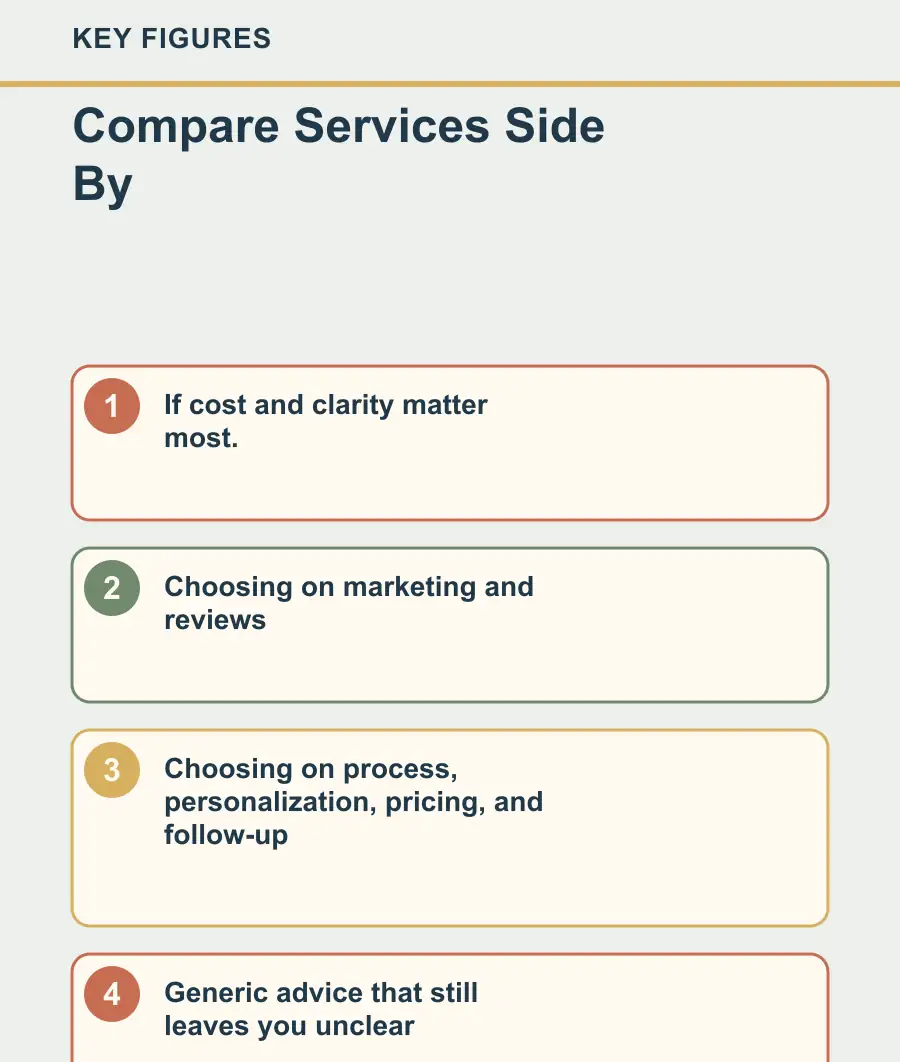 KEY FIGURES
Compare Services Side
By
1
If cost and clarity matter
most.
2
Choosing on marketing and
reviews
3
Choosing on process,
personalization, pricing, and
follow-up
4
Generic advice that still
leaves you unclear